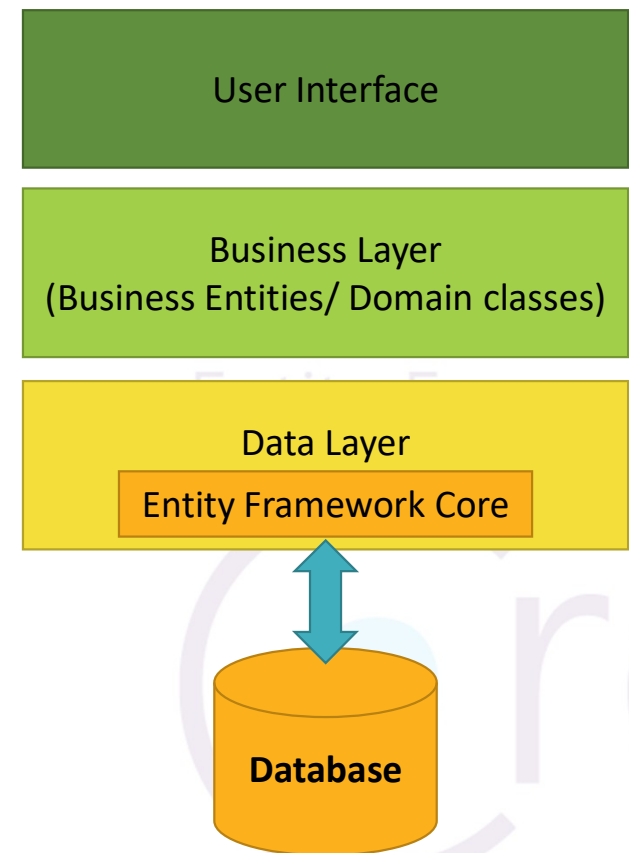 User Interface
Business Layer
(Business Entities/ Domain classes)
Data Layer
Entity Framework Core
Database